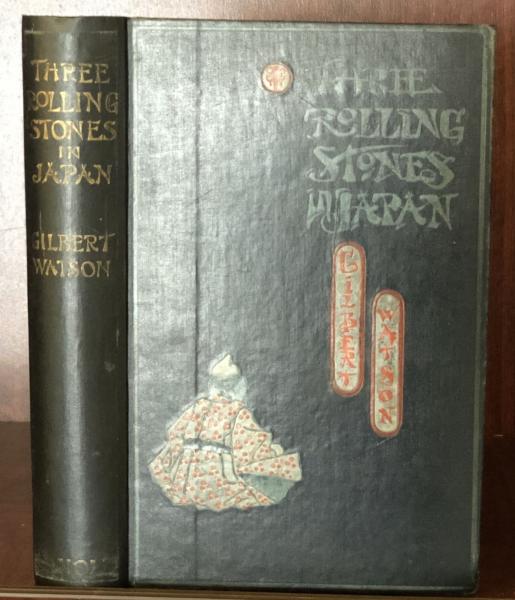 THREE
ROLLING
STONES
IN
JAPAN
GILBERT
WATSON
THREE
ROLLING
STONES
IN JAPAN
GILBERT
WATSON